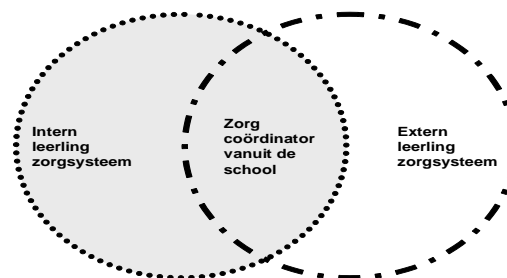 Intern
leerling
zorgsysteem
Zorg
coördinator
vanuit de
school
Extern
leerling
zorgsysteem